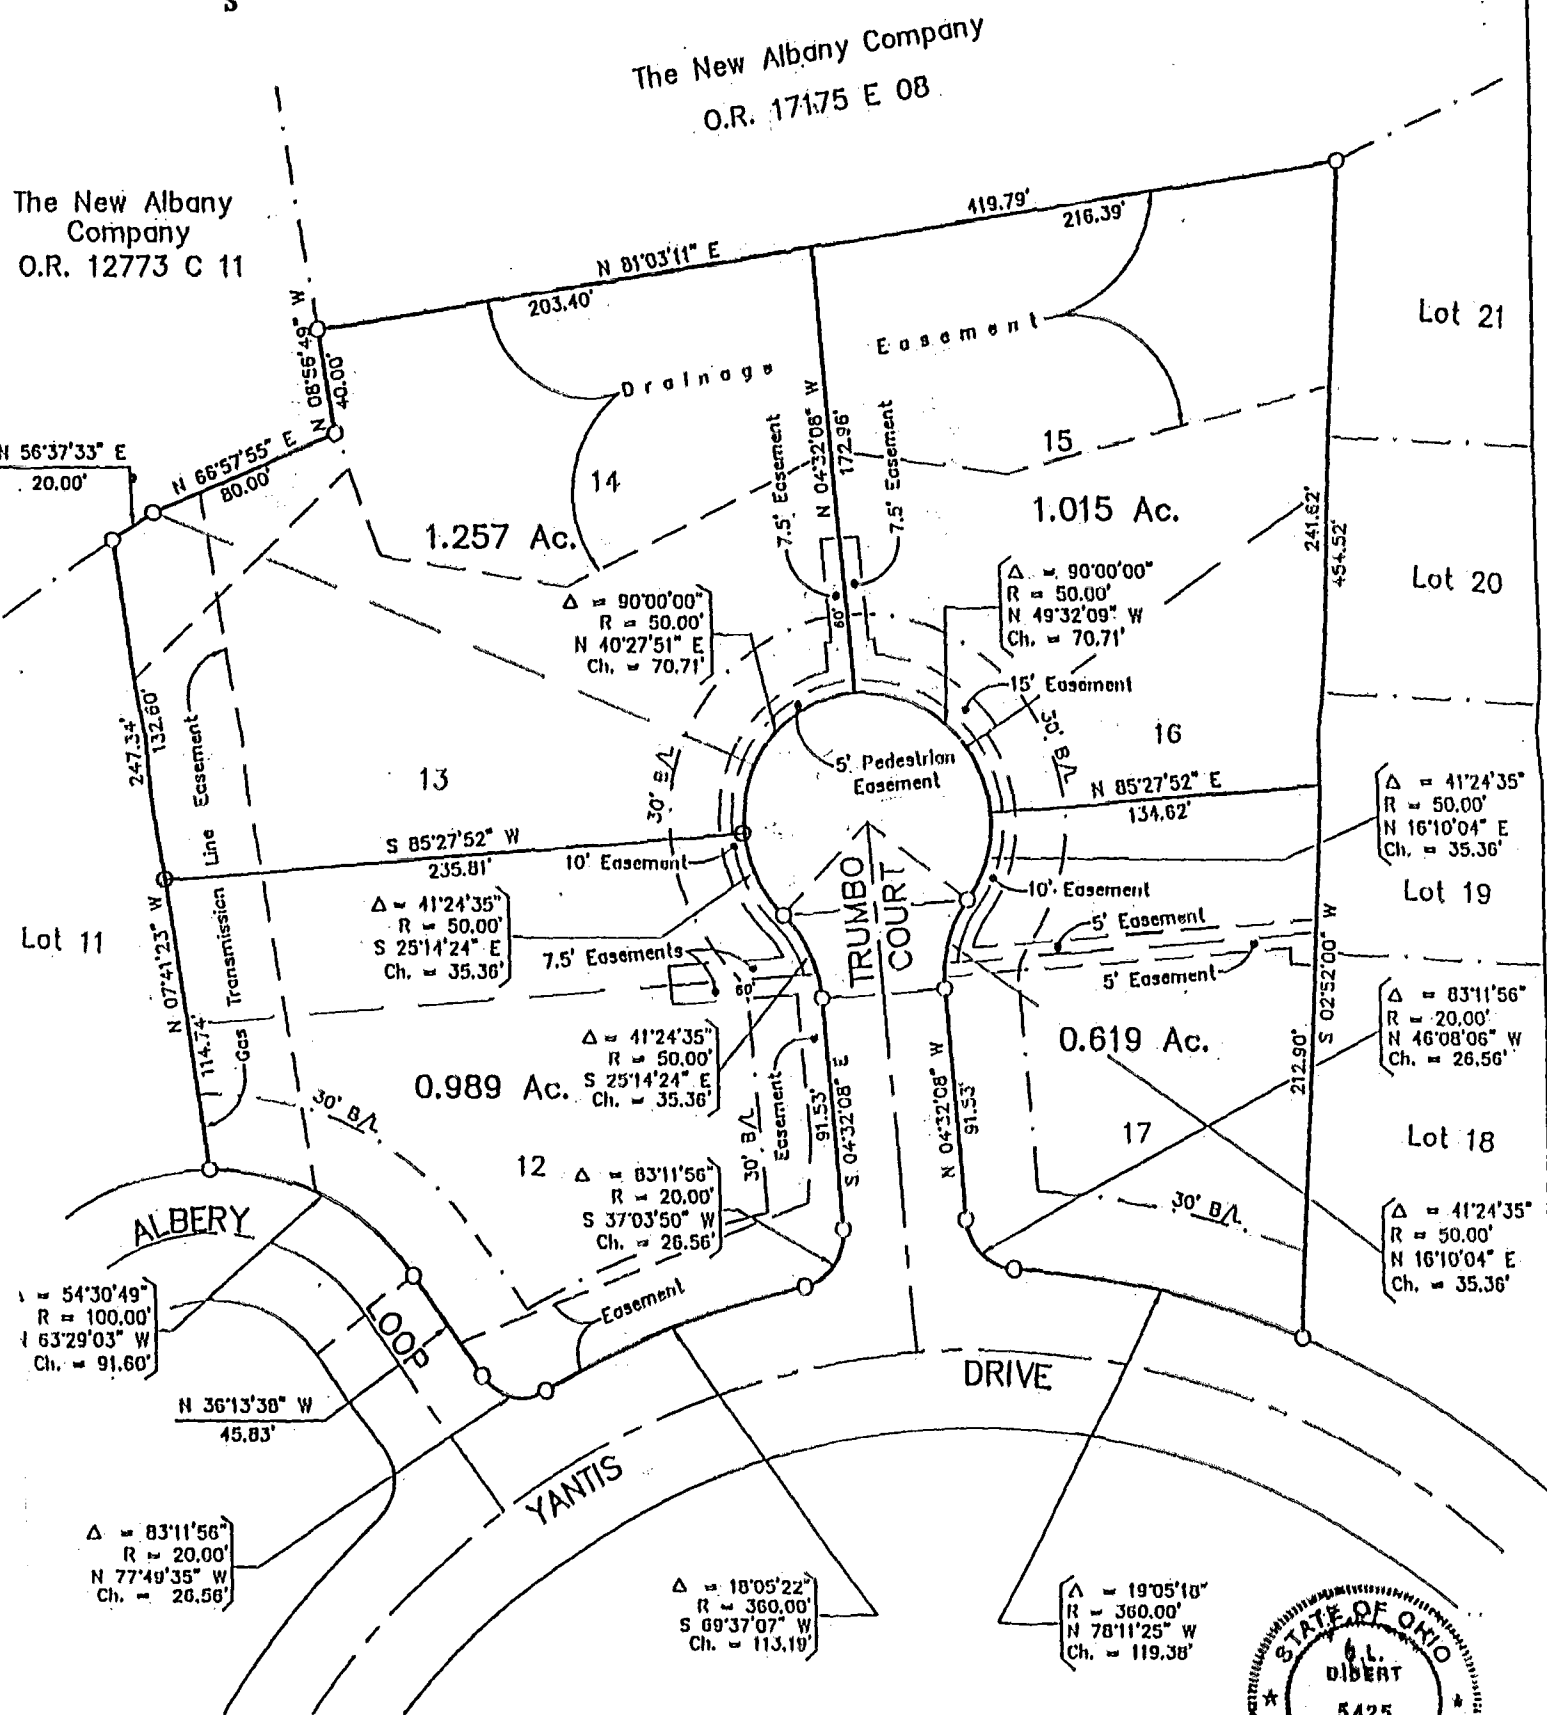 S
The New Albany Company
O.R. 17175 E 08
The New Albany
Company
O.R. 12773 C 11
N 08°56'49" W
40.00'
N 81°03'11" E
203.40'
419.79'
216.39'
Drainage
Easement
N 56°37'33" E
20.00'
N 66°57'55" E
80.00'
14
1.257 Ac.
15
1.015 Ac.
7.5' Easement
N 04°32'08" W
172.96'
7.5' Easement
60'
Lot 21
Lot 20
Lot 19
Lot 18
Lot 11
241.62'
454.52'
S 02°52'00" W
212.90'
Δ = 90°00'00"
R = 50.00'
N 40°27'51" E
Ch. = 70.71'
Δ = 90°00'00"
R = 50.00'
N 49°32'09" W
Ch. = 70.71'
15' Easement
30' B/L
30' B/L
5' Pedestrian
Easement
16
N 85°27'52" E
134.62'
Δ = 41°24'35"
R = 50.00'
N 16°10'04" E
Ch. = 35.36'
13
247.34'
132.60'
Gas Transmission Line Easement
S 85°27'52" W
235.81'
10' Easement
Δ = 41°24'35"
R = 50.00'
S 25°14'24" E
Ch. = 35.36'
7.5' Easements
60'
TRUMBO
COURT
10' Easement
5' Easement
5' Easement
N 07°41'23" W
114.74'
Δ = 83°11'56"
R = 20.00'
N 46°08'06" W
Ch. = 26.56'
0.619 Ac.
17
Δ = 41°24'35"
R = 50.00'
S 25°14'24" E
Ch. = 35.36'
0.989 Ac.
12
30' B/L
30' B/L
Easement
91.53'
S 04°32'08" E
N 04°32'08" W
91.53'
Δ = 83°11'56"
R = 20.00'
S 37°03'50" W
Ch. = 26.56'
30' B/L
Δ = 41°24'35"
R = 50.00'
N 16°10'04" E
Ch. = 35.36'
ALBERY
OOP
Easement
= 54°30'49"
R = 100.00'
63°29'03" W
Ch. = 91.60'
N 36°13'38" W
45.83'
YANTIS
DRIVE
Δ = 83°11'56"
R = 20.00'
N 77°49'35" W
Ch. = 26.56'
Δ = 18°05'22"
R = 360.00'
S 69°37'07" W
Ch. = 113.19'
Δ = 19°05'18"
R = 360.00'
N 78°11'25" W
Ch. = 119.38'
STATE OF OHIO
DIBERT
5425